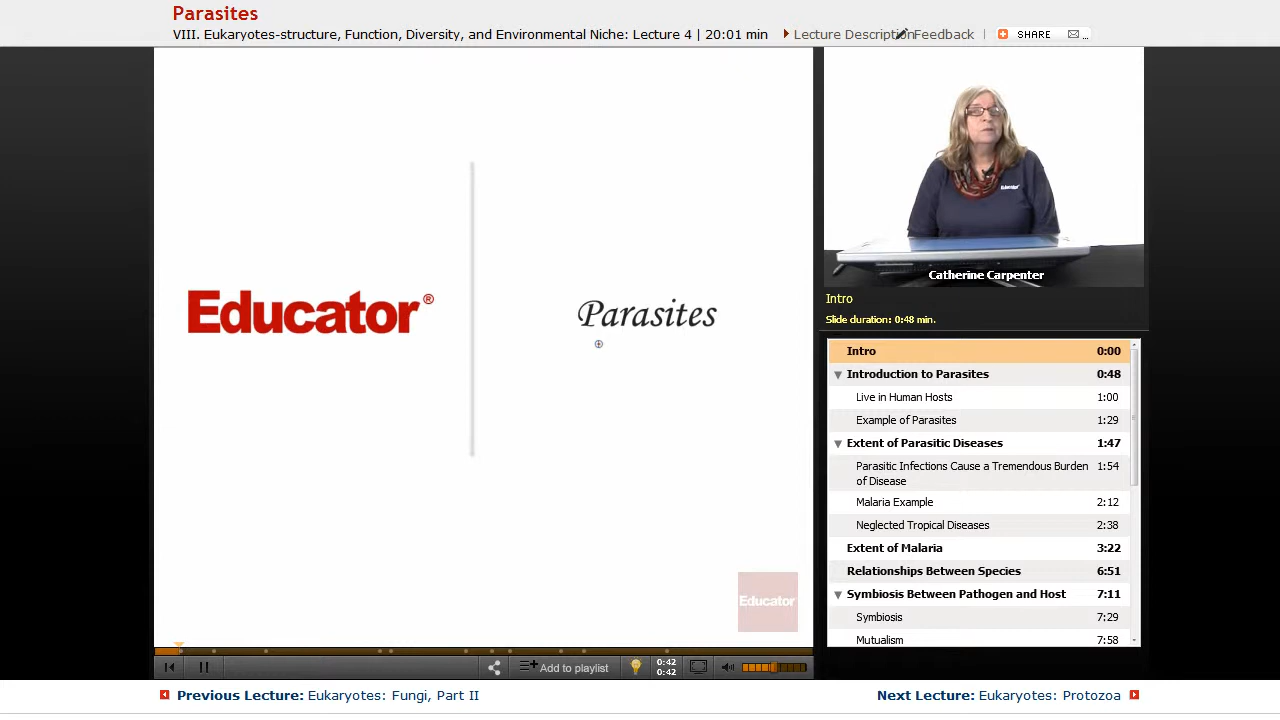 Parasites
VIII. Eukaryotes-structure, Function, Diversity, and Environmental Niche: Lecture 4 | 20:01 min
Lecture Description
Feedback
SHARE
...
Educator®
Parasites
Educator
Educator
Catherine Carpenter
Intro
Slide duration: 0:48 min.
Intro 0:00
Introduction to Parasites 0:48
Live in Human Hosts 1:00
Example of Parasites 1:29
Extent of Parasitic Diseases 1:47
Parasitic Infections Cause a Tremendous Burden 1:54
of Disease
Malaria Example 2:12
Neglected Tropical Diseases 2:38
Extent of Malaria 3:22
Relationships Between Species 6:51
Symbiosis Between Pathogen and Host 7:11
Symbiosis 7:29
Mutualism 7:58
Add to playlist
0:42
0:42
Previous Lecture: Eukaryotes: Fungi, Part II
Next Lecture: Eukaryotes: Protozoa